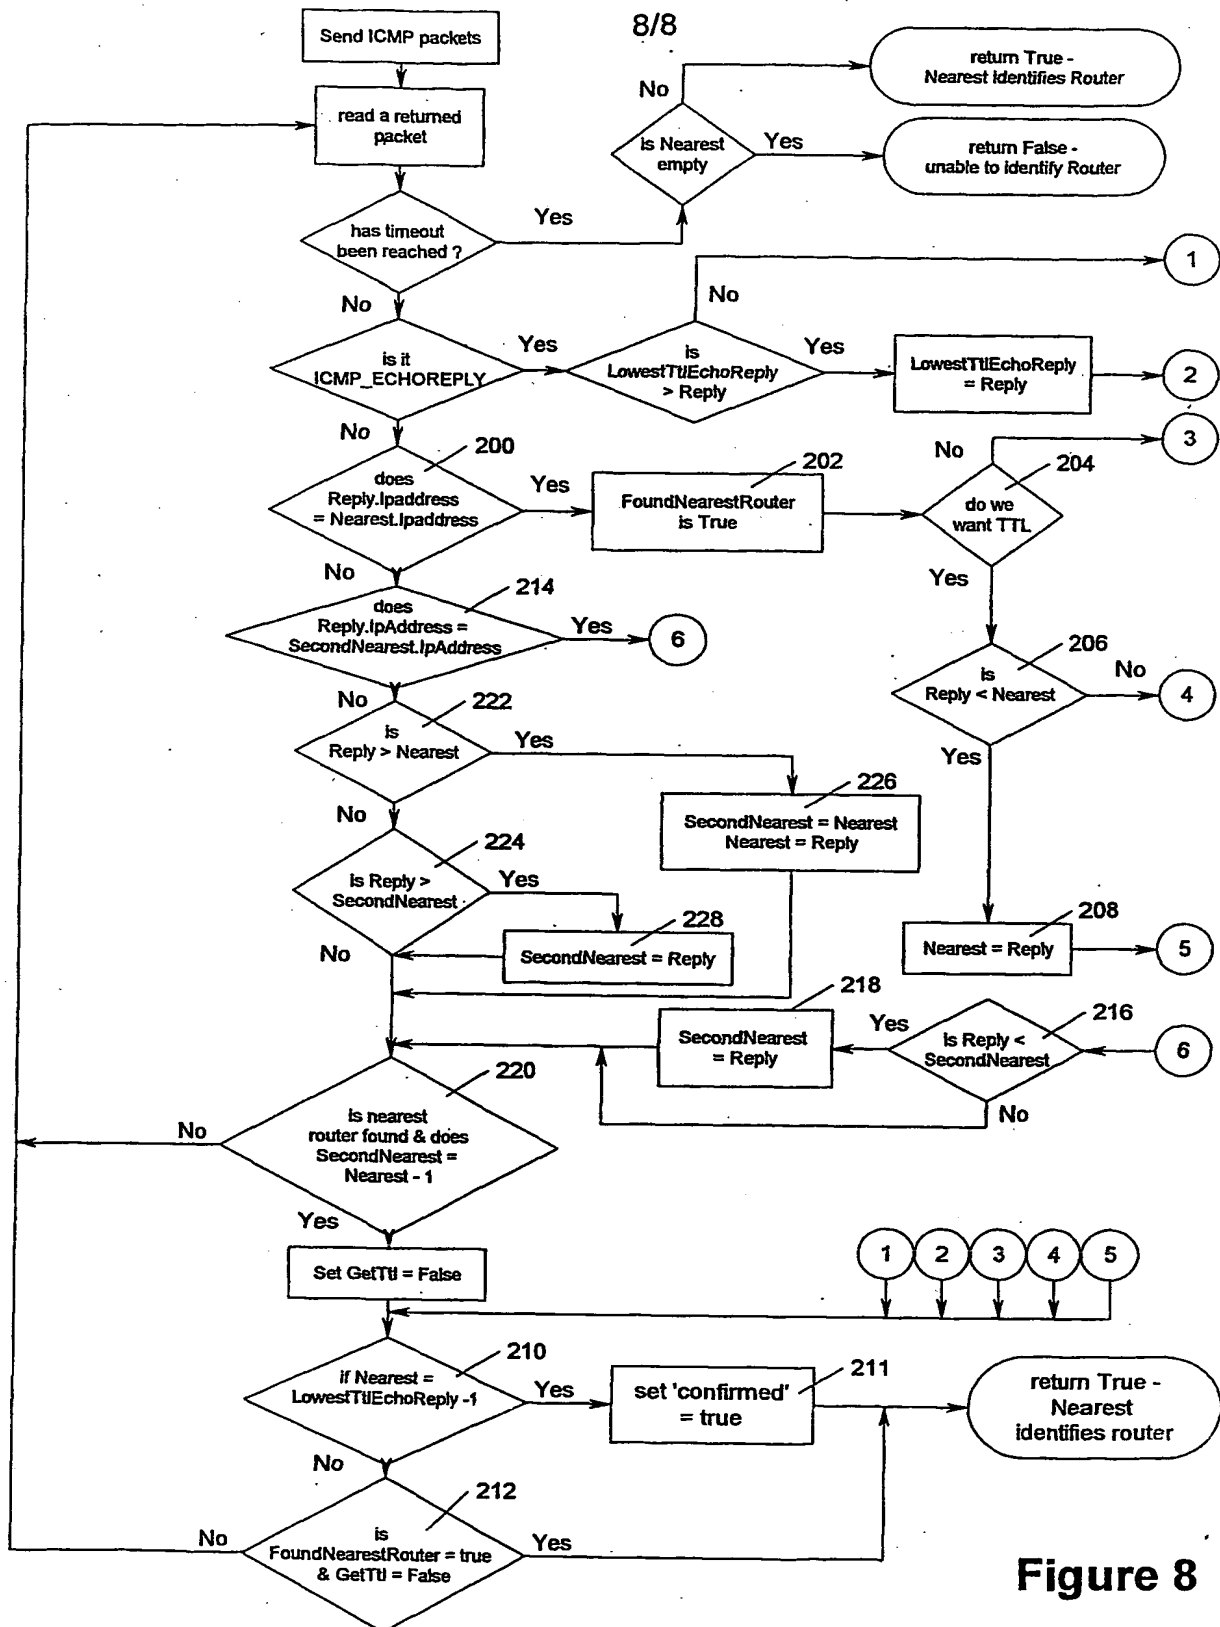 8/8
Send ICMP packets
read a returned
packet
has timeout
been reached ?
Yes
No
is Nearest
empty
No
return True -
Nearest Identifies Router
Yes
return False -
unable to identify Router
is it
ICMP_ECHOREPLY
Yes
No
is
LowestTtlEchoReply
> Reply
No
1
Yes
LowestTtlEchoReply
= Reply
2
200
does
Reply.Ipaddress
= Nearest.Ipaddress
Yes
No
202
FoundNearestRouter
is True
204
do we
want TTL
No
3
Yes
214
does
Reply.IpAddress =
SecondNearest.IpAddress
Yes
6
No
206
is
Reply < Nearest
No
4
Yes
222
is
Reply > Nearest
Yes
No
226
SecondNearest = Nearest
Nearest = Reply
224
is Reply >
SecondNearest
Yes
No
228
SecondNearest = Reply
208
Nearest = Reply
5
218
SecondNearest
= Reply
Yes
216
is Reply <
SecondNearest
6
No
220
is nearest
router found & does
SecondNearest =
Nearest - 1
No
Yes
Set GetTtl = False
1
2
3
4
5
210
if Nearest =
LowestTtlEchoReply -1
Yes
No
211
set 'confirmed'
= true
return True -
Nearest
identifies router
212
is
FoundNearestRouter = true
& GetTtl = False
No
Yes
Figure 8